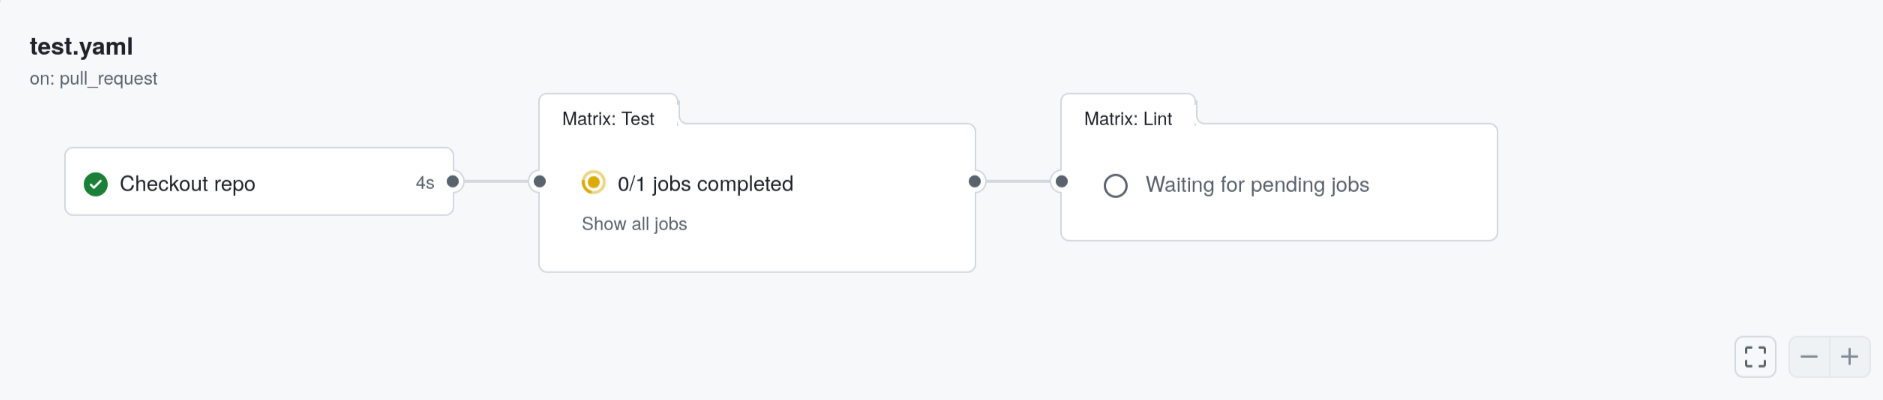 test.yaml
on: pull_request
Matrix: Test
Matrix: Lint
Checkout repo
4s
0/1 jobs completed
Waiting for pending jobs
Show all jobs